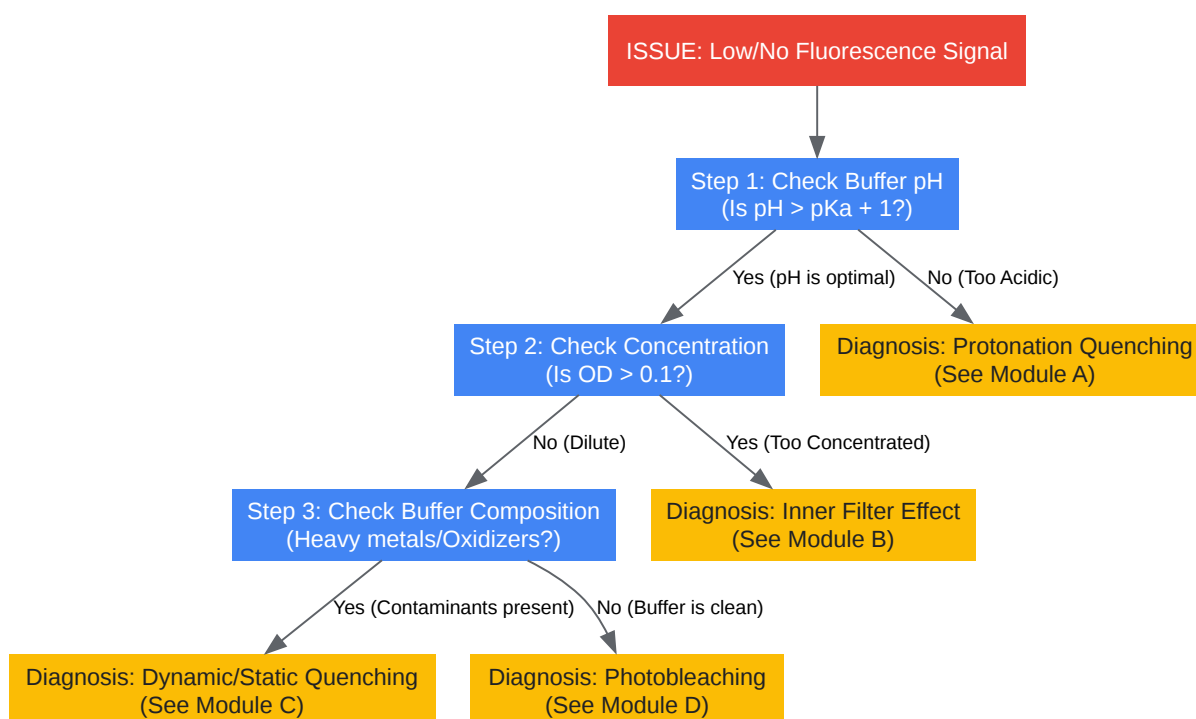 ISSUE: Low/No Fluorescence Signal
Step 1: Check Buffer pH
(Is pH > pKa + 1?)
Yes (pH is optimal)
No (Too Acidic)
Step 2: Check Concentration
(Is OD > 0.1?)
Diagnosis: Protonation Quenching
(See Module A)
No (Dilute)
Yes (Too Concentrated)
Step 3: Check Buffer Composition
(Heavy metals/Oxidizers?)
Diagnosis: Inner Filter Effect
(See Module B)
Yes (Contaminants present)
No (Buffer is clean)
Diagnosis: Dynamic/Static Quenching
(See Module C)
Diagnosis: Photobleaching
(See Module D)